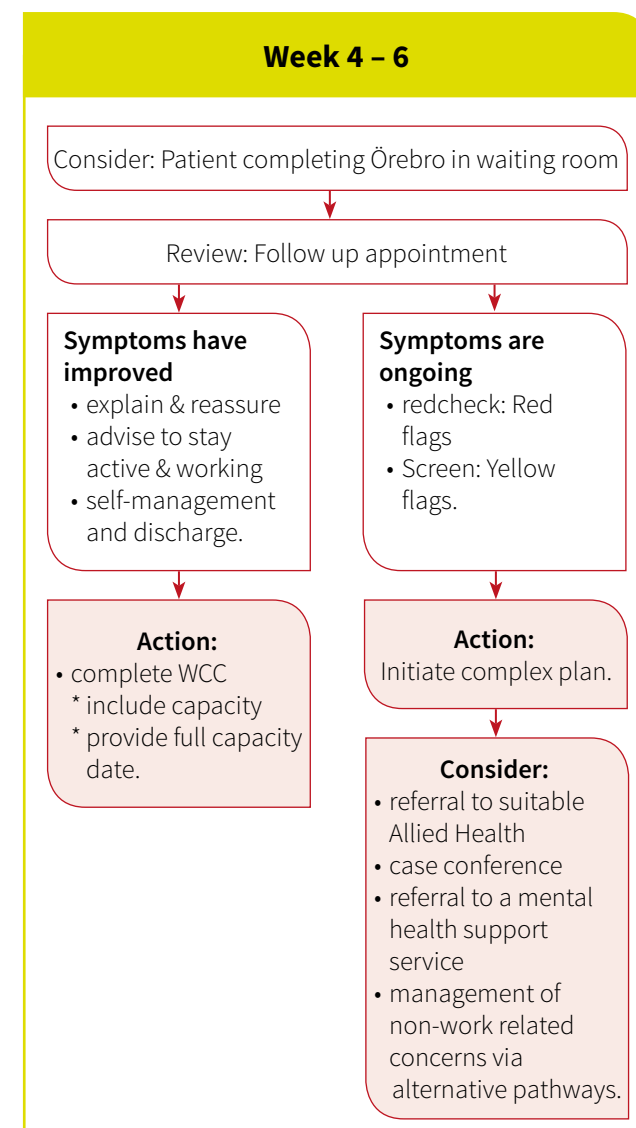 Week 4 – 6
Consider: Patient completing Örebro in waiting room
Review: Follow up appointment
Symptoms have
improved
• explain & reassure
• advise to stay
active & working
• self-management
and discharge.
Action:
• complete WCC
* include capacity
* provide full capacity
date.
Symptoms are
ongoing
• redcheck: Red
flags
• Screen: Yellow
flags.
Action:
Initiate complex plan.
Consider:
• referral to suitable
Allied Health
• case conference
• referral to a mental
health support
service
• management of
non-work related
concerns via
alternative pathways.